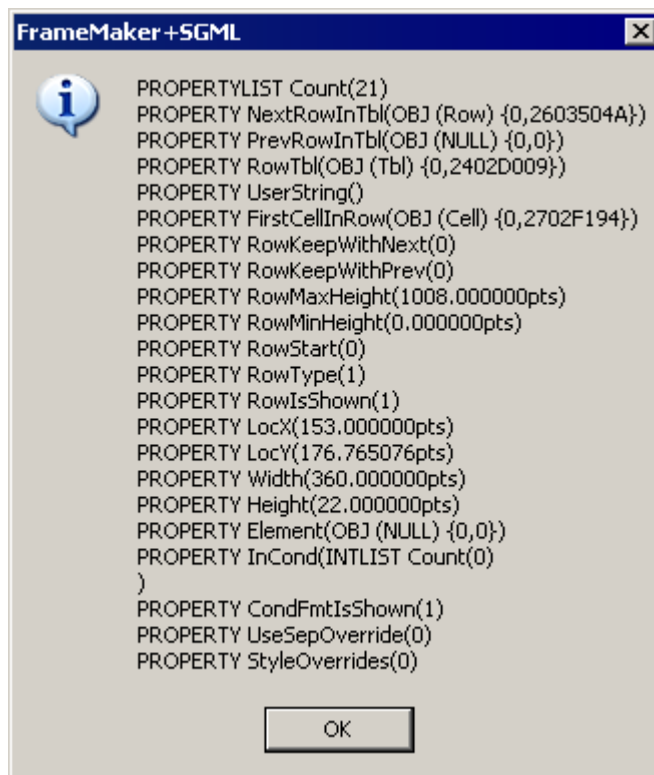 FrameMaker+SGML
PROPERTYLIST Count(21)
PROPERTY NextRowInTbl(OBJ (Row) {0,2603504A})
PROPERTY PrevRowInTbl(OBJ (NULL) {0,0})
PROPERTY RowTbl(OBJ (Tbl) {0,2402D009})
PROPERTY UserString()
PROPERTY FirstCellInRow(OBJ (Cell) {0,2702F194})
PROPERTY RowKeepWithNext(0)
PROPERTY RowKeepWithPrev(0)
PROPERTY RowMaxHeight(1008.000000pts)
PROPERTY RowMinHeight(0.000000pts)
PROPERTY RowStart(0)
PROPERTY RowType(1)
PROPERTY RowIsShown(1)
PROPERTY LocX(153.000000pts)
PROPERTY LocY(176.765076pts)
PROPERTY Width(360.000000pts)
PROPERTY Height(22.000000pts)
PROPERTY Element(OBJ (NULL) {0,0})
PROPERTY InCond(INTLIST Count(0)
)
PROPERTY CondFmtIsShown(1)
PROPERTY UseSepOverride(0)
PROPERTY StyleOverrides(0)
OK